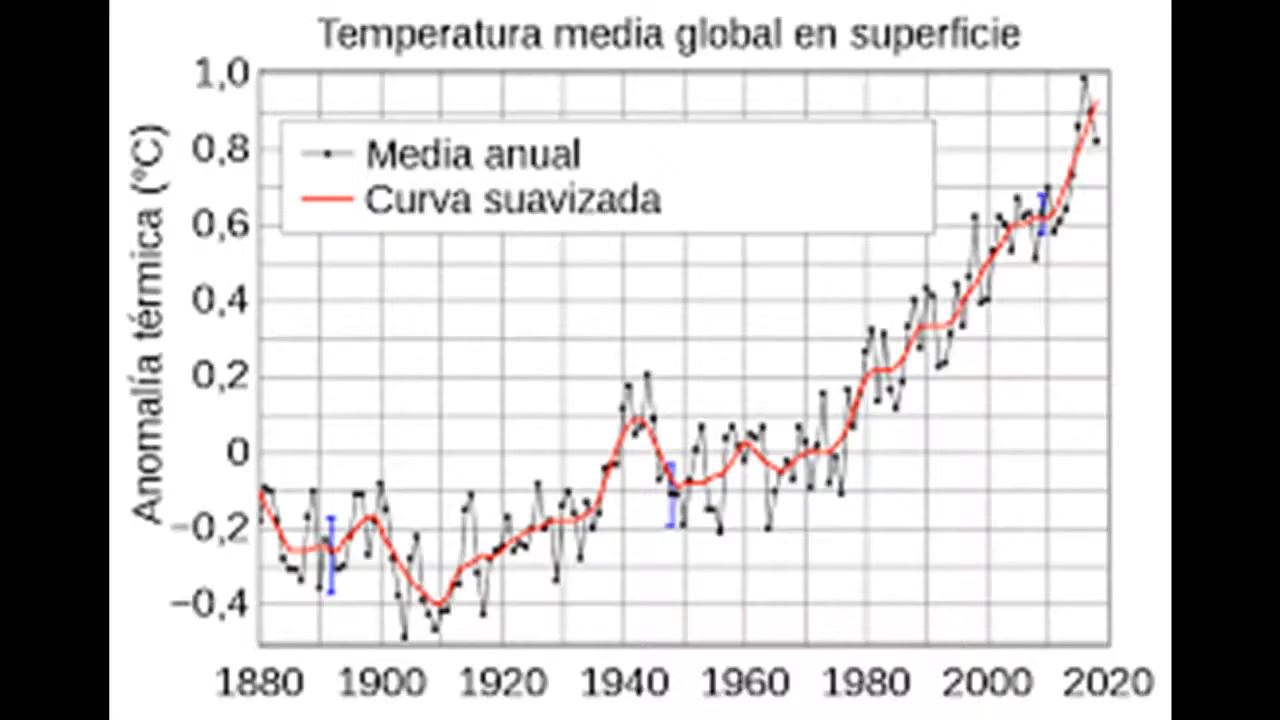 Temperatura media global en superficie
Anomalía térmica (°C)
1,0
0,8
0,6
0,4
0,2
0
−0,2
−0,4
Media anual
Curva suavizada
1880 1900 1920 1940 1960 1980 2000 2020